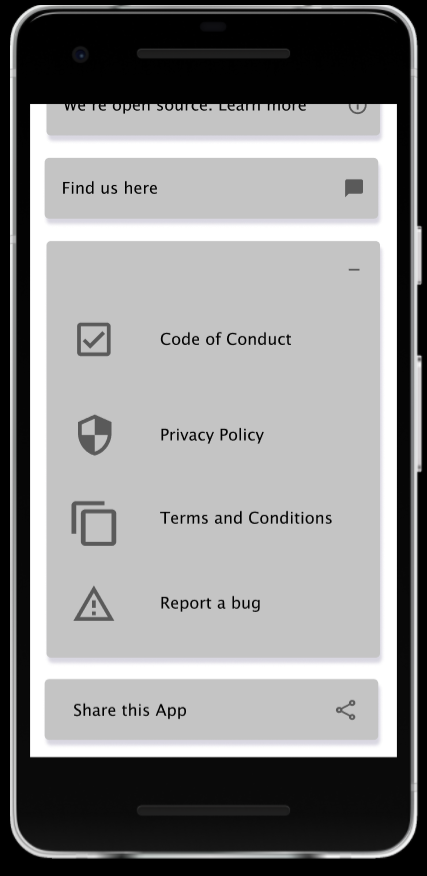 We're open source. Learn more
Find us here
Code of Conduct
Privacy Policy
Terms and Conditions
Report a bug
Share this App